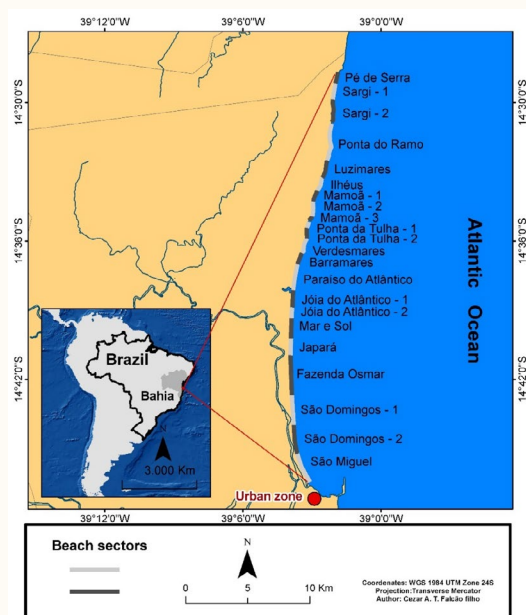 39°12'0"W 39°6'0"W 39°0'0"W
14°30'0"S
14°36'0"S
14°42'0"S
Pé de Serra
Sargi - 1
Sargi - 2
Ponta do Ramo
Luzimares
Ilhéus
Mamoã - 1
Mamoã - 2
Mamoã - 3
Ponta da Tulha - 1
Ponta da Tulha - 2
Verdesmares
Barramares
Paraiso do Atlântico
Jóia do Atlântico - 1
Jóia do Atlântico - 2
Mar e Sol
Japará
Fazenda Osmar
São Domingos - 1
São Domingos - 2
São Miguel
Atlantic Ocean
14°30'0"S
14°36'0"S
14°42'0"S
Brazil
Bahia
N
3.000 Km
Urban zone
39°12'0"W 39°6'0"W 39°0'0"W
Beach sectors
N
0 5 10 Km
Coordenates: WGS 1984 UTM Zone 24S
Projection:Transverse Mercator
Author: Cezar A. T. Falcão filho